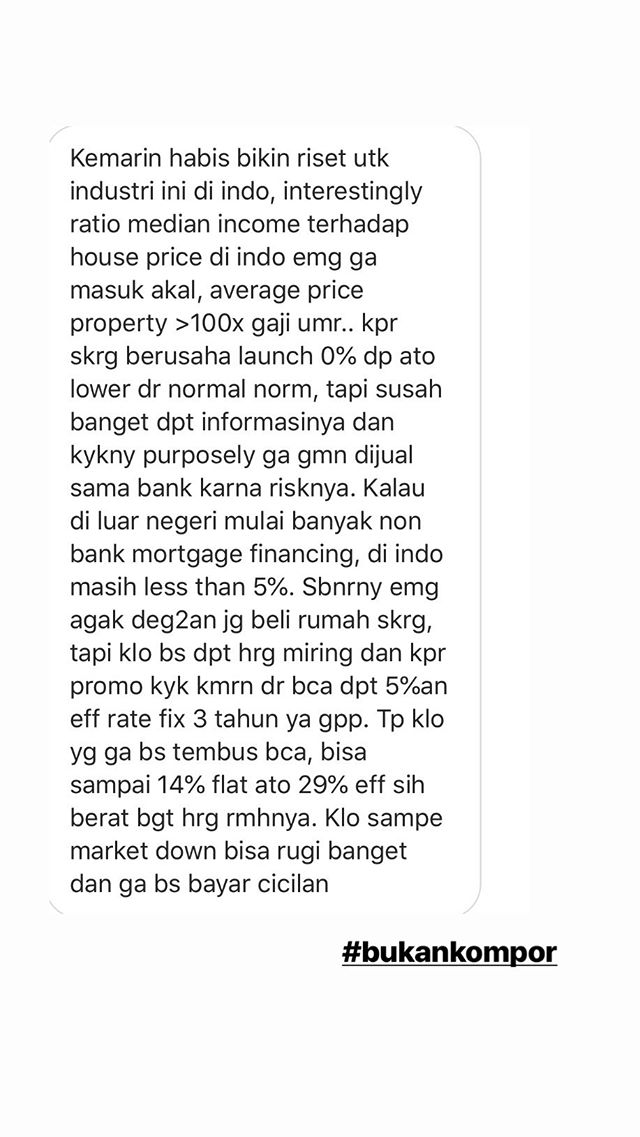 Kemarin habis bikin riset utk
industri ini di indo, interestingly
ratio median income terhadap
house price di indo emg ga
masuk akal, average price
property >100x gaji umr.. kpr
skrg berusaha launch 0% dp ato
lower dr normal norm, tapi susah
banget dpt informasinya dan
kykny purposely ga gmn dijual
sama bank karna risknya. Kalau
di luar negeri mulai banyak non
bank mortgage financing, di indo
masih less than 5%. Sbnrny emg
agak deg2an jg beli rumah skrg,
tapi klo bs dpt hrg miring dan kpr
promo kyk kmrn dr bca dpt 5%an
eff rate fix 3 tahun ya gpp. Tp klo
yg ga bs tembus bca, bisa
sampai 14% flat ato 29% eff sih
berat bgt hrg rmhnya. Klo sampe
market down bisa rugi banget
dan ga bs bayar cicilan
#bukankompor